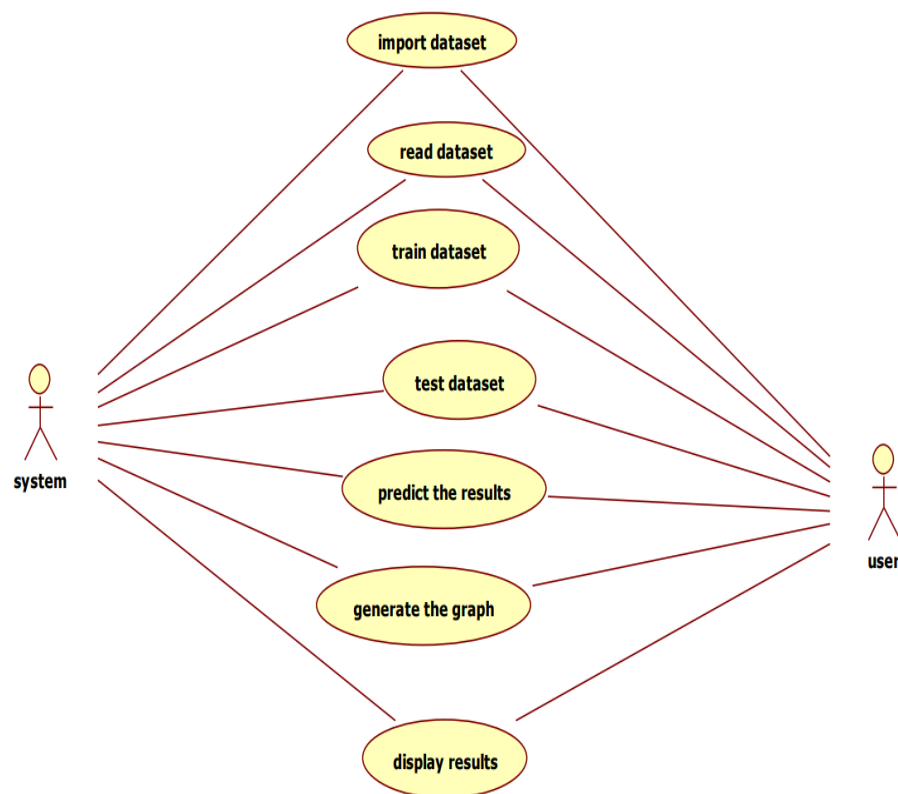 import dataset
read dataset
train dataset
test dataset
system
predict the results
user
generate the graph
display results